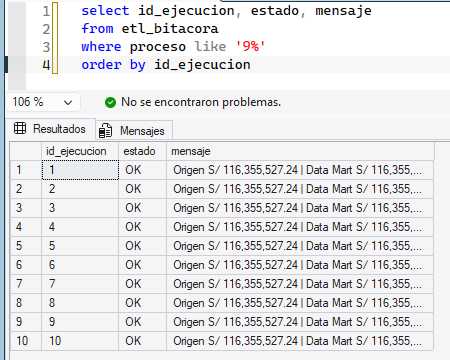 1 select id_ejecucion, estado, mensaje
2 from etl_bitacora
3 where proceso like '9%'
4 order by id_ejecucion
106 %
No se encontraron problemas.
Resultados Mensajes
id_ejecucion estado mensaje
1 1 OK Origen S/ 116,355,527.24 | Data Mart S/ 116,355,...
2 2 OK Origen S/ 116,355,527.24 | Data Mart S/ 116,355,...
3 3 OK Origen S/ 116,355,527.24 | Data Mart S/ 116,355,...
4 4 OK Origen S/ 116,355,527.24 | Data Mart S/ 116,355,...
5 5 OK Origen S/ 116,355,527.24 | Data Mart S/ 116,355,...
6 6 OK Origen S/ 116,355,527.24 | Data Mart S/ 116,355,...
7 7 OK Origen S/ 116,355,527.24 | Data Mart S/ 116,355,...
8 8 OK Origen S/ 116,355,527.24 | Data Mart S/ 116,355,...
9 9 OK Origen S/ 116,355,527.24 | Data Mart S/ 116,355,...
10 10 OK Origen S/ 116,355,527.24 | Data Mart S/ 116,355,...